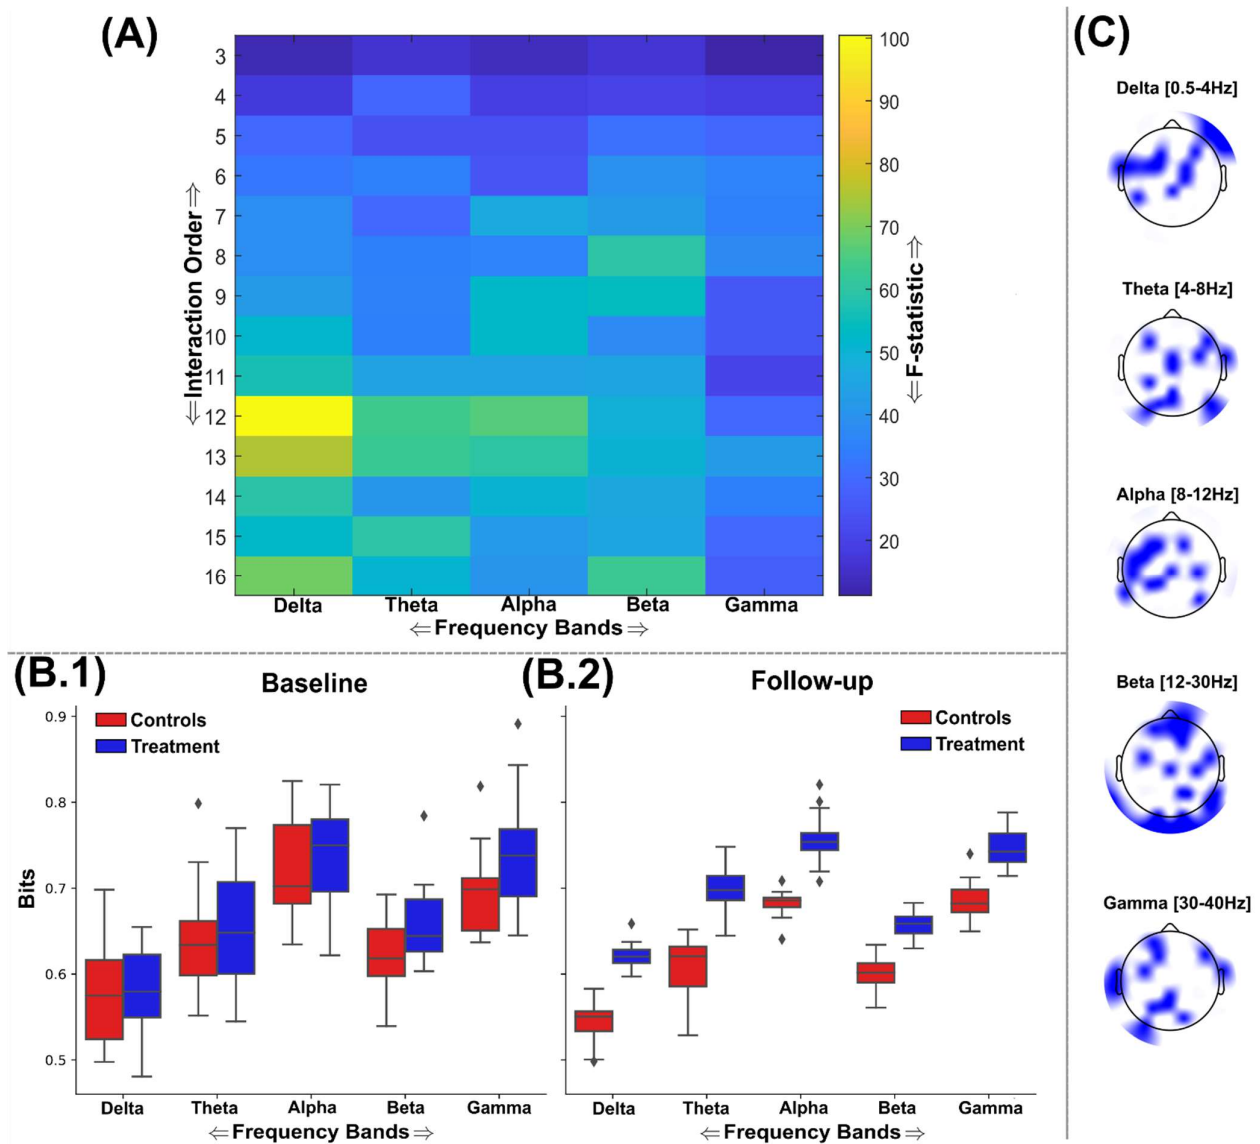 (A)
3
4
5
6
7
8
9
10
11
12
13
14
15
16
⇐Interaction Order⇒
Delta Theta Alpha Beta Gamma
⇐Frequency Bands⇒
100
90
80
70
60
50
40
30
20
⇐F-statistic⇒
(B.1)
Baseline
Controls
Treatment
0.9
0.8
0.7
0.6
0.5
Bits
Delta Theta Alpha Beta Gamma
⇐Frequency Bands⇒
(B.2)
Follow-up
Controls
Treatment
Delta Theta Alpha Beta Gamma
⇐Frequency Bands⇒
(C)
Delta [0.5-4Hz]
Theta [4-8Hz]
Alpha [8-12Hz]
Beta [12-30Hz]
Gamma [30-40Hz]